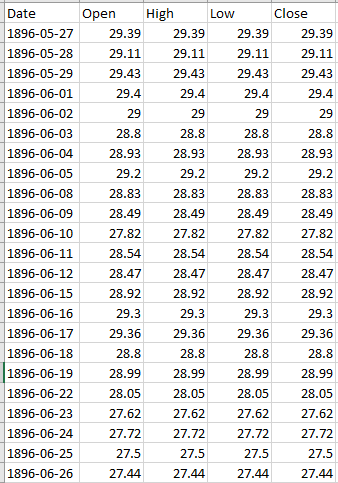 Date Open High Low Close
1896-05-27 29.39 29.39 29.39 29.39
1896-05-28 29.11 29.11 29.11 29.11
1896-05-29 29.43 29.43 29.43 29.43
1896-06-01 29.4 29.4 29.4 29.4
1896-06-02 29 29 29 29
1896-06-03 28.8 28.8 28.8 28.8
1896-06-04 28.93 28.93 28.93 28.93
1896-06-05 29.2 29.2 29.2 29.2
1896-06-08 28.83 28.83 28.83 28.83
1896-06-09 28.49 28.49 28.49 28.49
1896-06-10 27.82 27.82 27.82 27.82
1896-06-11 28.54 28.54 28.54 28.54
1896-06-12 28.47 28.47 28.47 28.47
1896-06-15 28.92 28.92 28.92 28.92
1896-06-16 29.3 29.3 29.3 29.3
1896-06-17 29.36 29.36 29.36 29.36
1896-06-18 28.8 28.8 28.8 28.8
1896-06-19 28.99 28.99 28.99 28.99
1896-06-22 28.05 28.05 28.05 28.05
1896-06-23 27.62 27.62 27.62 27.62
1896-06-24 27.72 27.72 27.72 27.72
1896-06-25 27.5 27.5 27.5 27.5
1896-06-26 27.44 27.44 27.44 27.44